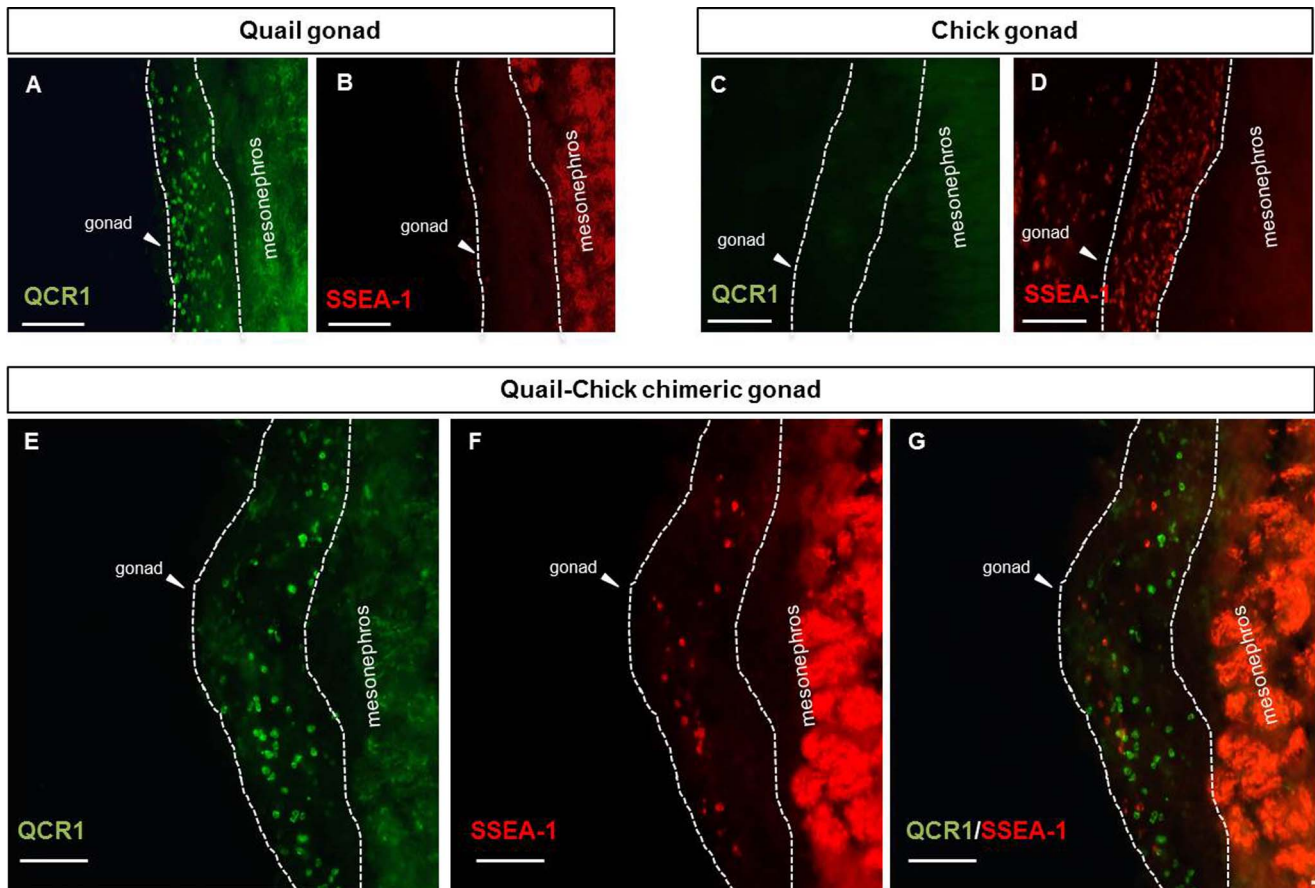 Quail gonad
Chick gonad
A
gonad
mesonephros
QCR1
B
gonad
mesonephros
SSEA-1
C
gonad
mesonephros
QCR1
D
gonad
mesonephros
SSEA-1
Quail-Chick chimeric gonad
E
gonad
mesonephros
QCR1
F
gonad
mesonephros
SSEA-1
G
gonad
mesonephros
QCR1/SSEA-1